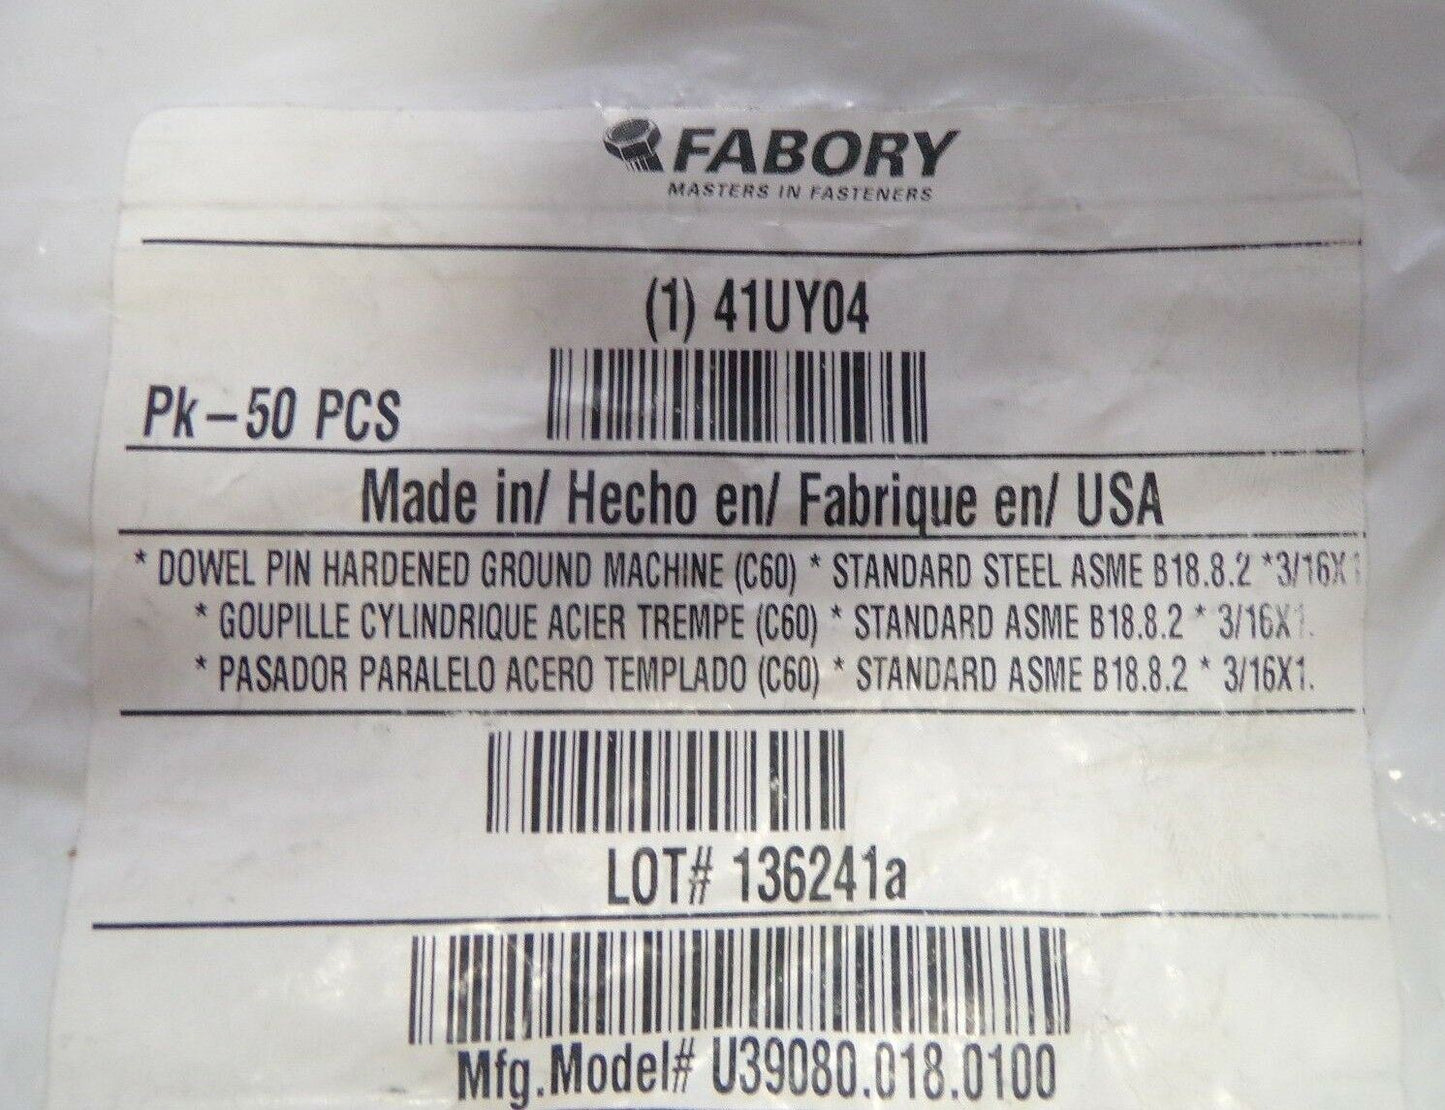 FABORY
MASTERS IN FASTENERS
(1) 41UY04
Pk-50 PCS
Made in/ Hecho en/ Fabrique en/ USA
* DOWEL PIN HARDENED GROUND MACHINE (C60) * STANDARD STEEL ASME B18.8.2 *3/16X1
* GOUPILLE CYLINDRIQUE ACIER TREMPE (C60) * STANDARD ASME B18.8.2 * 3/16X1.
* PASADOR PARALELO ACERO TEMPLADO (C60) * STANDARD ASME B18.8.2 * 3/16X1.
LOT# 136241a
Mfg.Model# U39080.018.0100